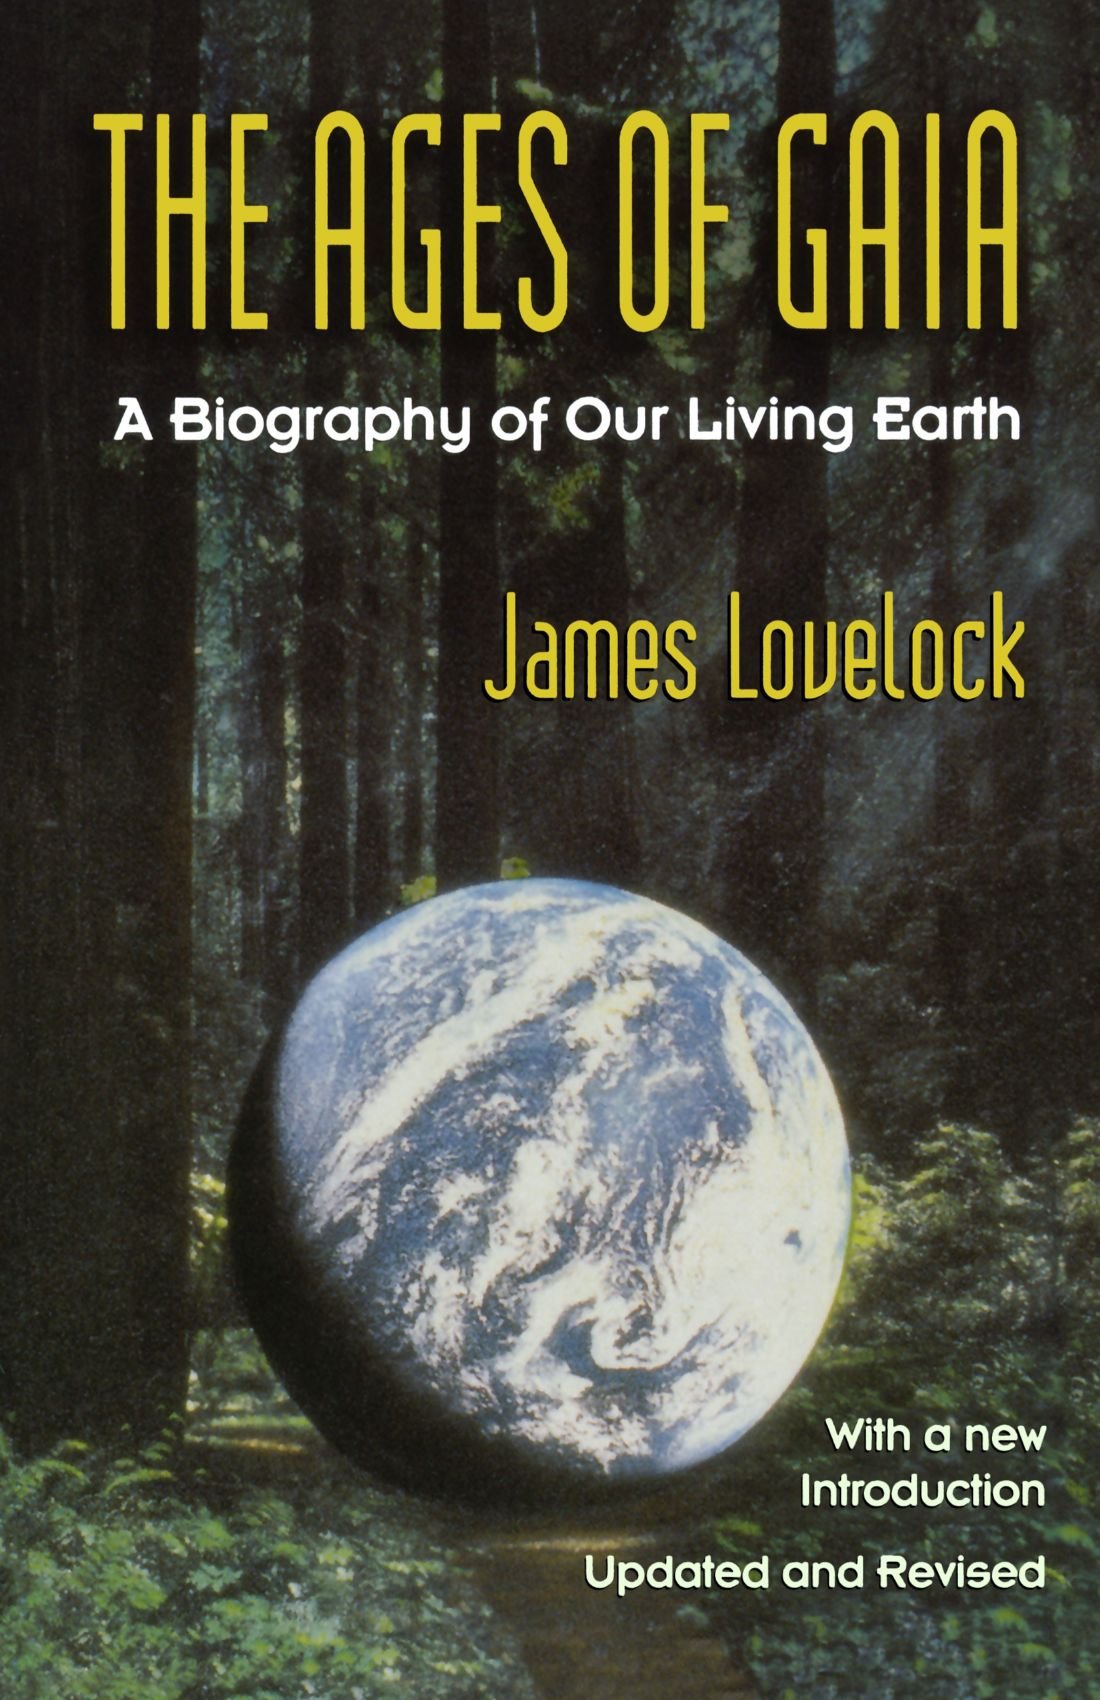 THE AGES OF GAIA
A Biography of Our Living Earth
James Lovelock
With a new
Introduction
Updated and Revised